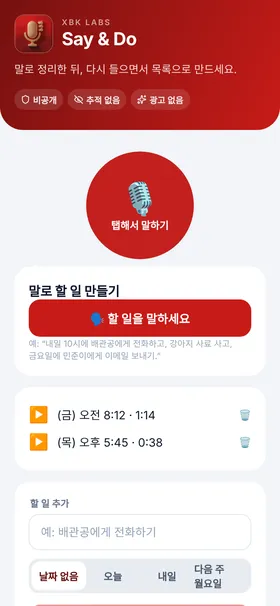 XBK LABS
Say & Do
말로 정리한 뒤, 다시 들으면서 목록으로 만드세요.
비공개
추적 없음
광고 없음
탭해서 말하기
말로 할 일 만들기
할 일을 말하세요
예: "내일 10시에 배관공에게 전화하고, 강아지 사료 사고,
금요일에 민준이에게 이메일 보내기."
(금) 오전 8:12 · 1:14
(목) 오후 5:45 · 0:38
할 일 추가
예: 배관공에게 전화하기
날짜 없음
오늘
내일
다음 주
월요일